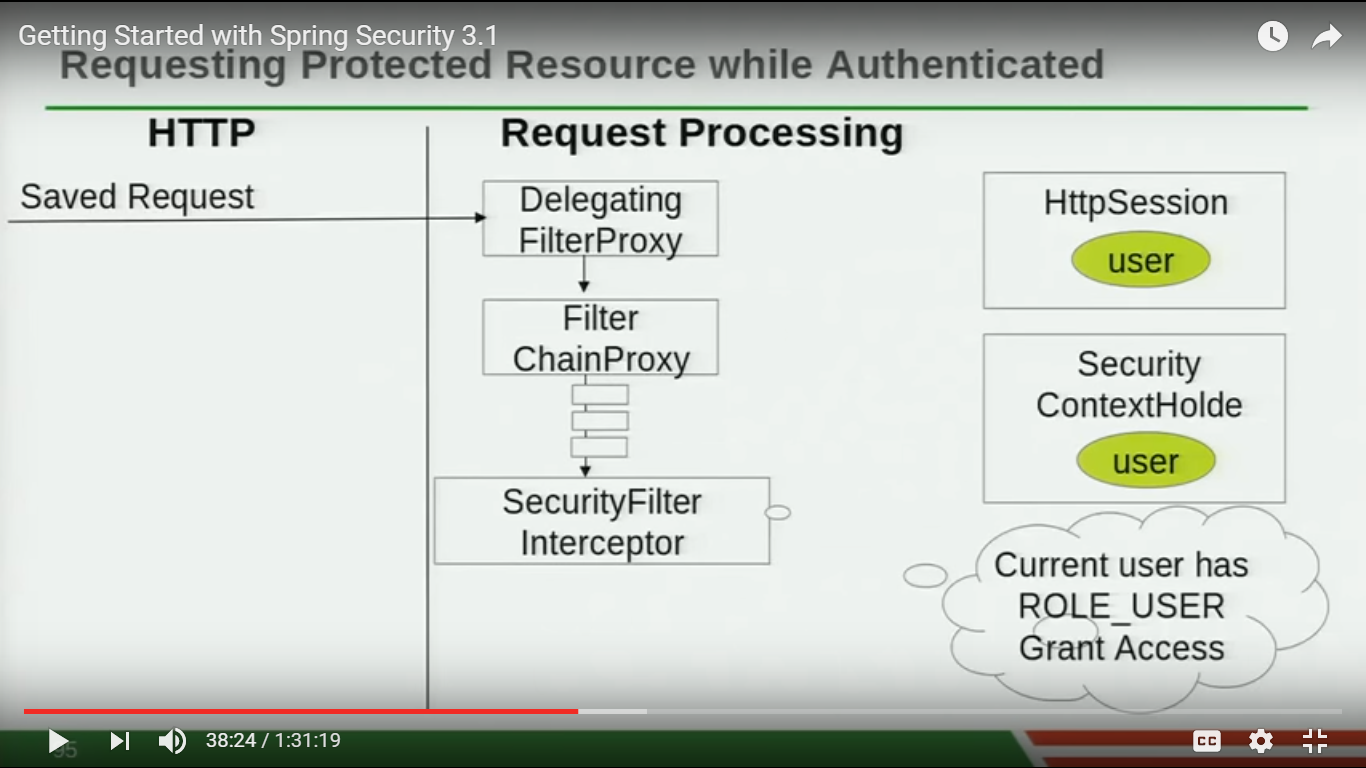 Getting Started with Spring Security 3.1
Requesting Protected Resource while Authenticated
HTTP
Request Processing
Saved Request
Delegating
FilterProxy
Filter
ChainProxy
SecurityFilter
Interceptor
HttpSession
user
Security
ContextHolde
user
Current user has
ROLE_USER
Grant Access
38:24 / 1:31:19
CC
95